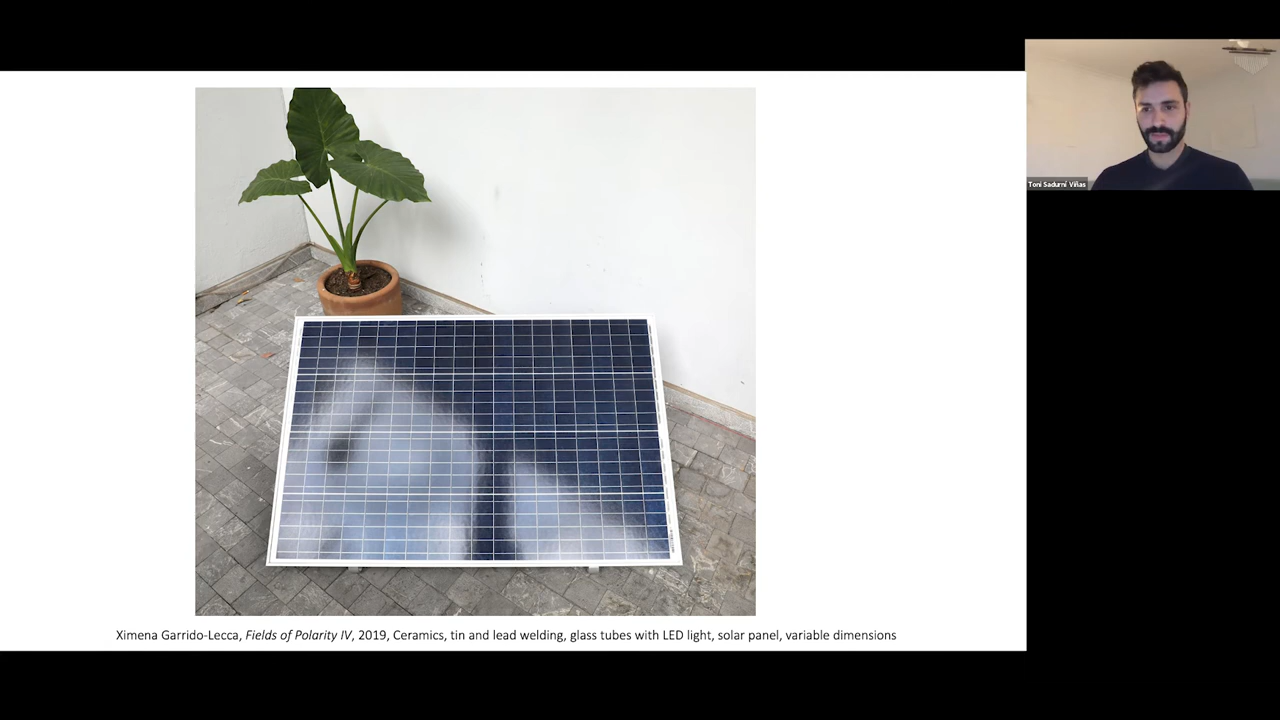 Toni Sadurní Viñas
Ximena Garrido-Lecca, Fields of Polarity IV, 2019, Ceramics, tin and lead welding, glass tubes with LED light, solar panel, variable dimensions